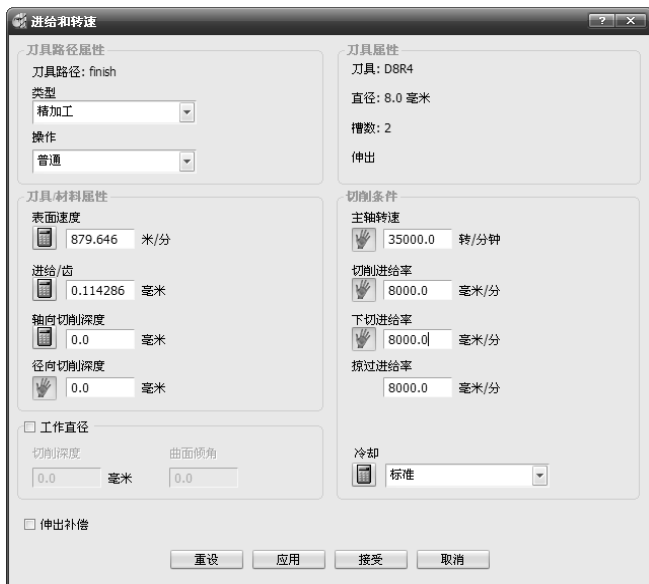 进给和转速
刀具路径属性
刀具路径: finish
类型
精加工
操作
普通
刀具属性
刀具: D8R4
直径: 8.0 毫米
槽数: 2
伸出
刀具/材料属性
表面速度
879.646 米/分
进给/齿
0.114286 毫米
轴向切削深度
0.0 毫米
径向切削深度
0.0 毫米
切削条件
主轴转速
35000.0 转/分钟
切削进给率
8000.0 毫米/分
下切进给率
8000.0 毫米/分
掠过进给率
8000.0 毫米/分
工作直径
切削深度 曲面倾角
0.0 毫米 0.0
冷却
标准
伸出补偿
重设 应用 接受 取消